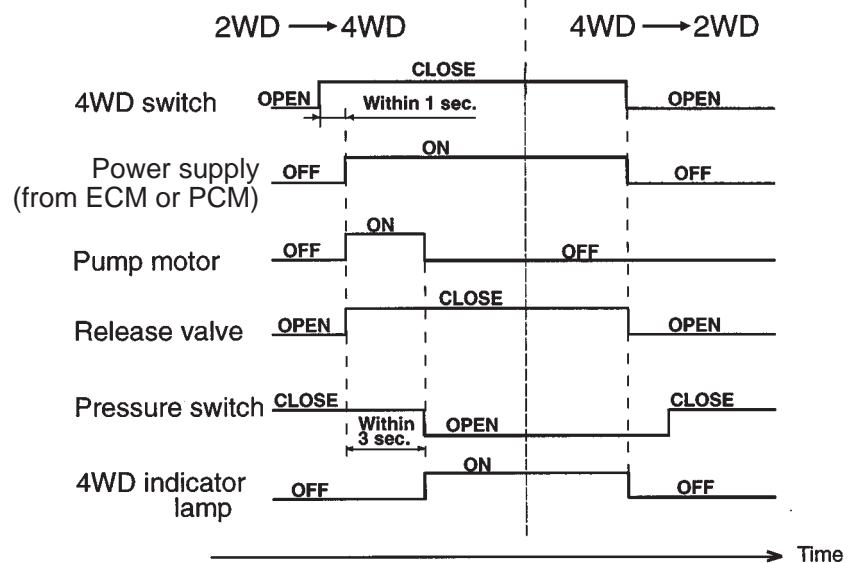 2WD → 4WD
4WD → 2WD
4WD switch
OPEN
CLOSE
Within 1 sec.
OPEN
Power supply
(from ECM or PCM)
OFF
ON
OFF
Pump motor
OFF
ON
OFF
Release valve
OPEN
CLOSE
OPEN
Pressure switch
CLOSE
Within
3 sec.
OPEN
CLOSE
4WD indicator
lamp
OFF
ON
OFF
Time